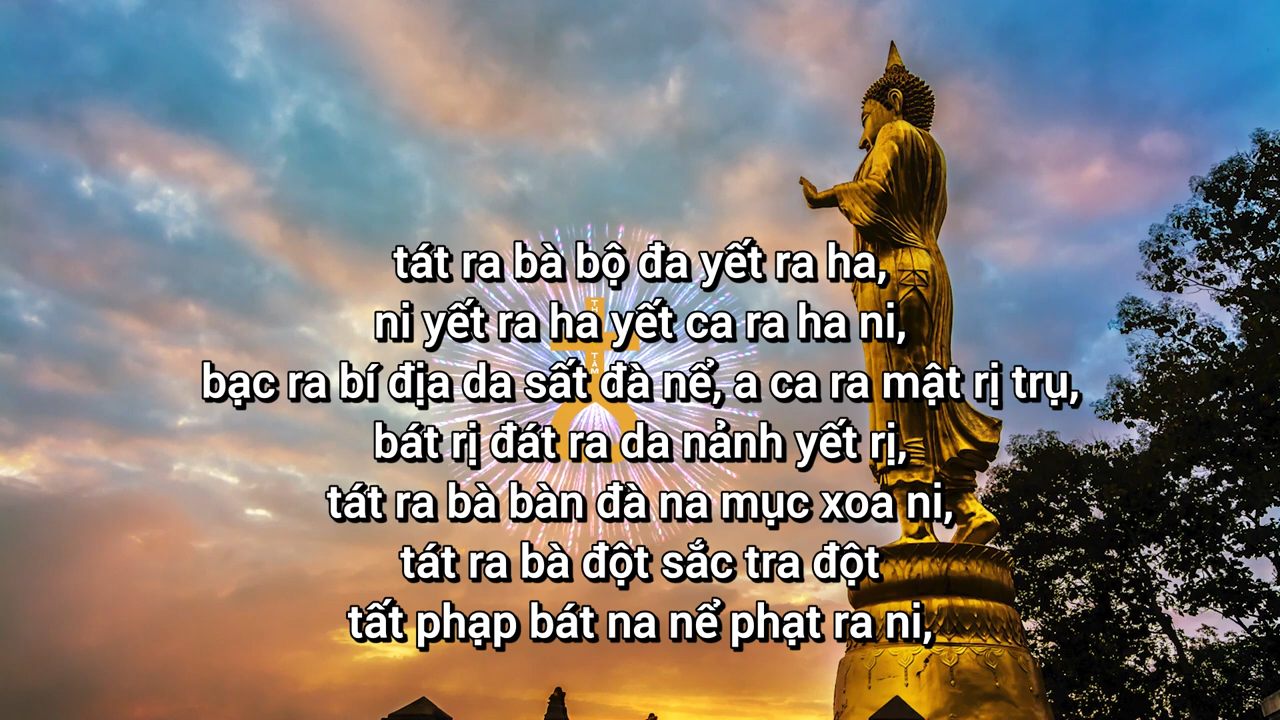 tát ra bà bộ đa yết ra ha,
ni yết ra ha yết ca ra ha ni,
bạc ra bí địa da sất đà nể, a ca ra mật rị trụ,
bát rị đát ra da nảnh yết rị,
tát ra bà bàn đà na mục xoa ni,
tát ra bà đột sắc tra đột
tất phạp bát na nể phạt ra ni,